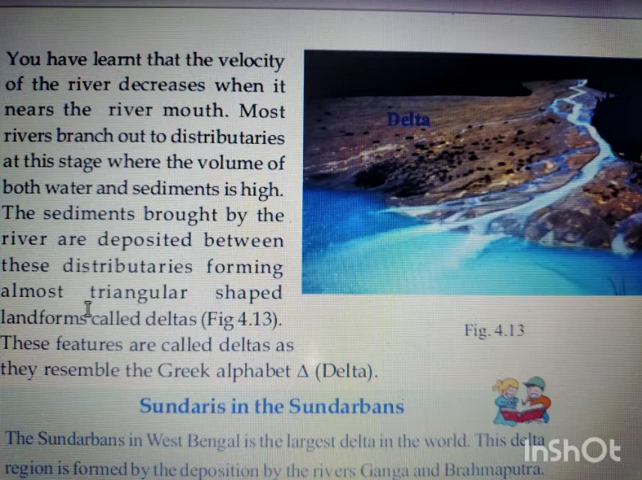 You have learnt that the velocity
of the river decreases when it
nears the river mouth. Most
rivers branch out to distributaries
at this stage where the volume of
both water and sediments is high.
The sediments brought by the
river are deposited between
these distributaries forming
almost triangular shaped
landforms called deltas (Fig 4.13).
These features are called deltas as
they resemble the Greek alphabet Δ (Delta).
Delta
Fig. 4.13
Sundaris in the Sundarbans
The Sundarbans in West Bengal is the largest delta in the world. This delta
region is formed by the deposition by the rivers Ganga and Brahmaputra.
InShOt